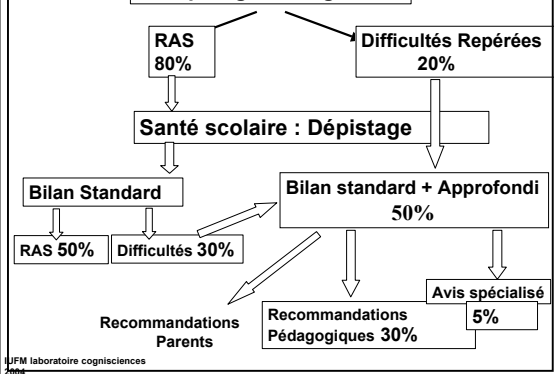 RAS
80%
Difficultés Repérées
20%
Santé scolaire : Dépistage
Bilan Standard
Bilan standard + Approfondi
50%
RAS 50%
Difficultés 30%
Avis spécialisé
5%
Recommandations
Parents
Recommandations
Pédagogiques 30%
IUFM laboratoire cognisciences
2004